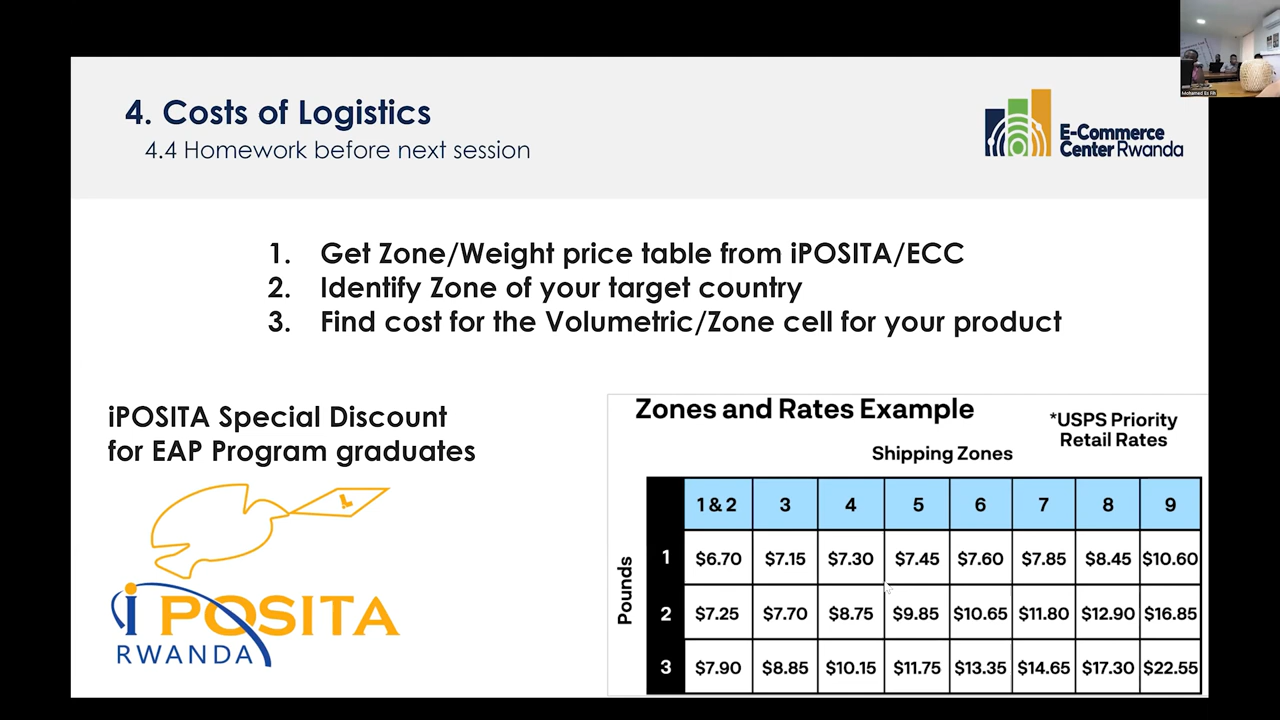 4. Costs of Logistics
4.4 Homework before next session
E-Commerce
Center Rwanda
1. Get Zone/Weight price table from iPOSITA/ECC
2. Identify Zone of your target country
3. Find cost for the Volumetric/Zone cell for your product
iPOSITA Special Discount
for EAP Program graduates
i POSITA
RWANDA
Zones and Rates Example
*USPS Priority
Retail Rates
Shipping Zones
Pounds
1 & 2 3 4 5 6 7 8 9
1 $6.70 $7.15 $7.30 $7.45 $7.60 $7.85 $8.45 $10.60
2 $7.25 $7.70 $8.75 $9.85 $10.65 $11.80 $12.90 $16.85
3 $7.90 $8.85 $10.15 $11.75 $13.35 $14.65 $17.30 $22.55